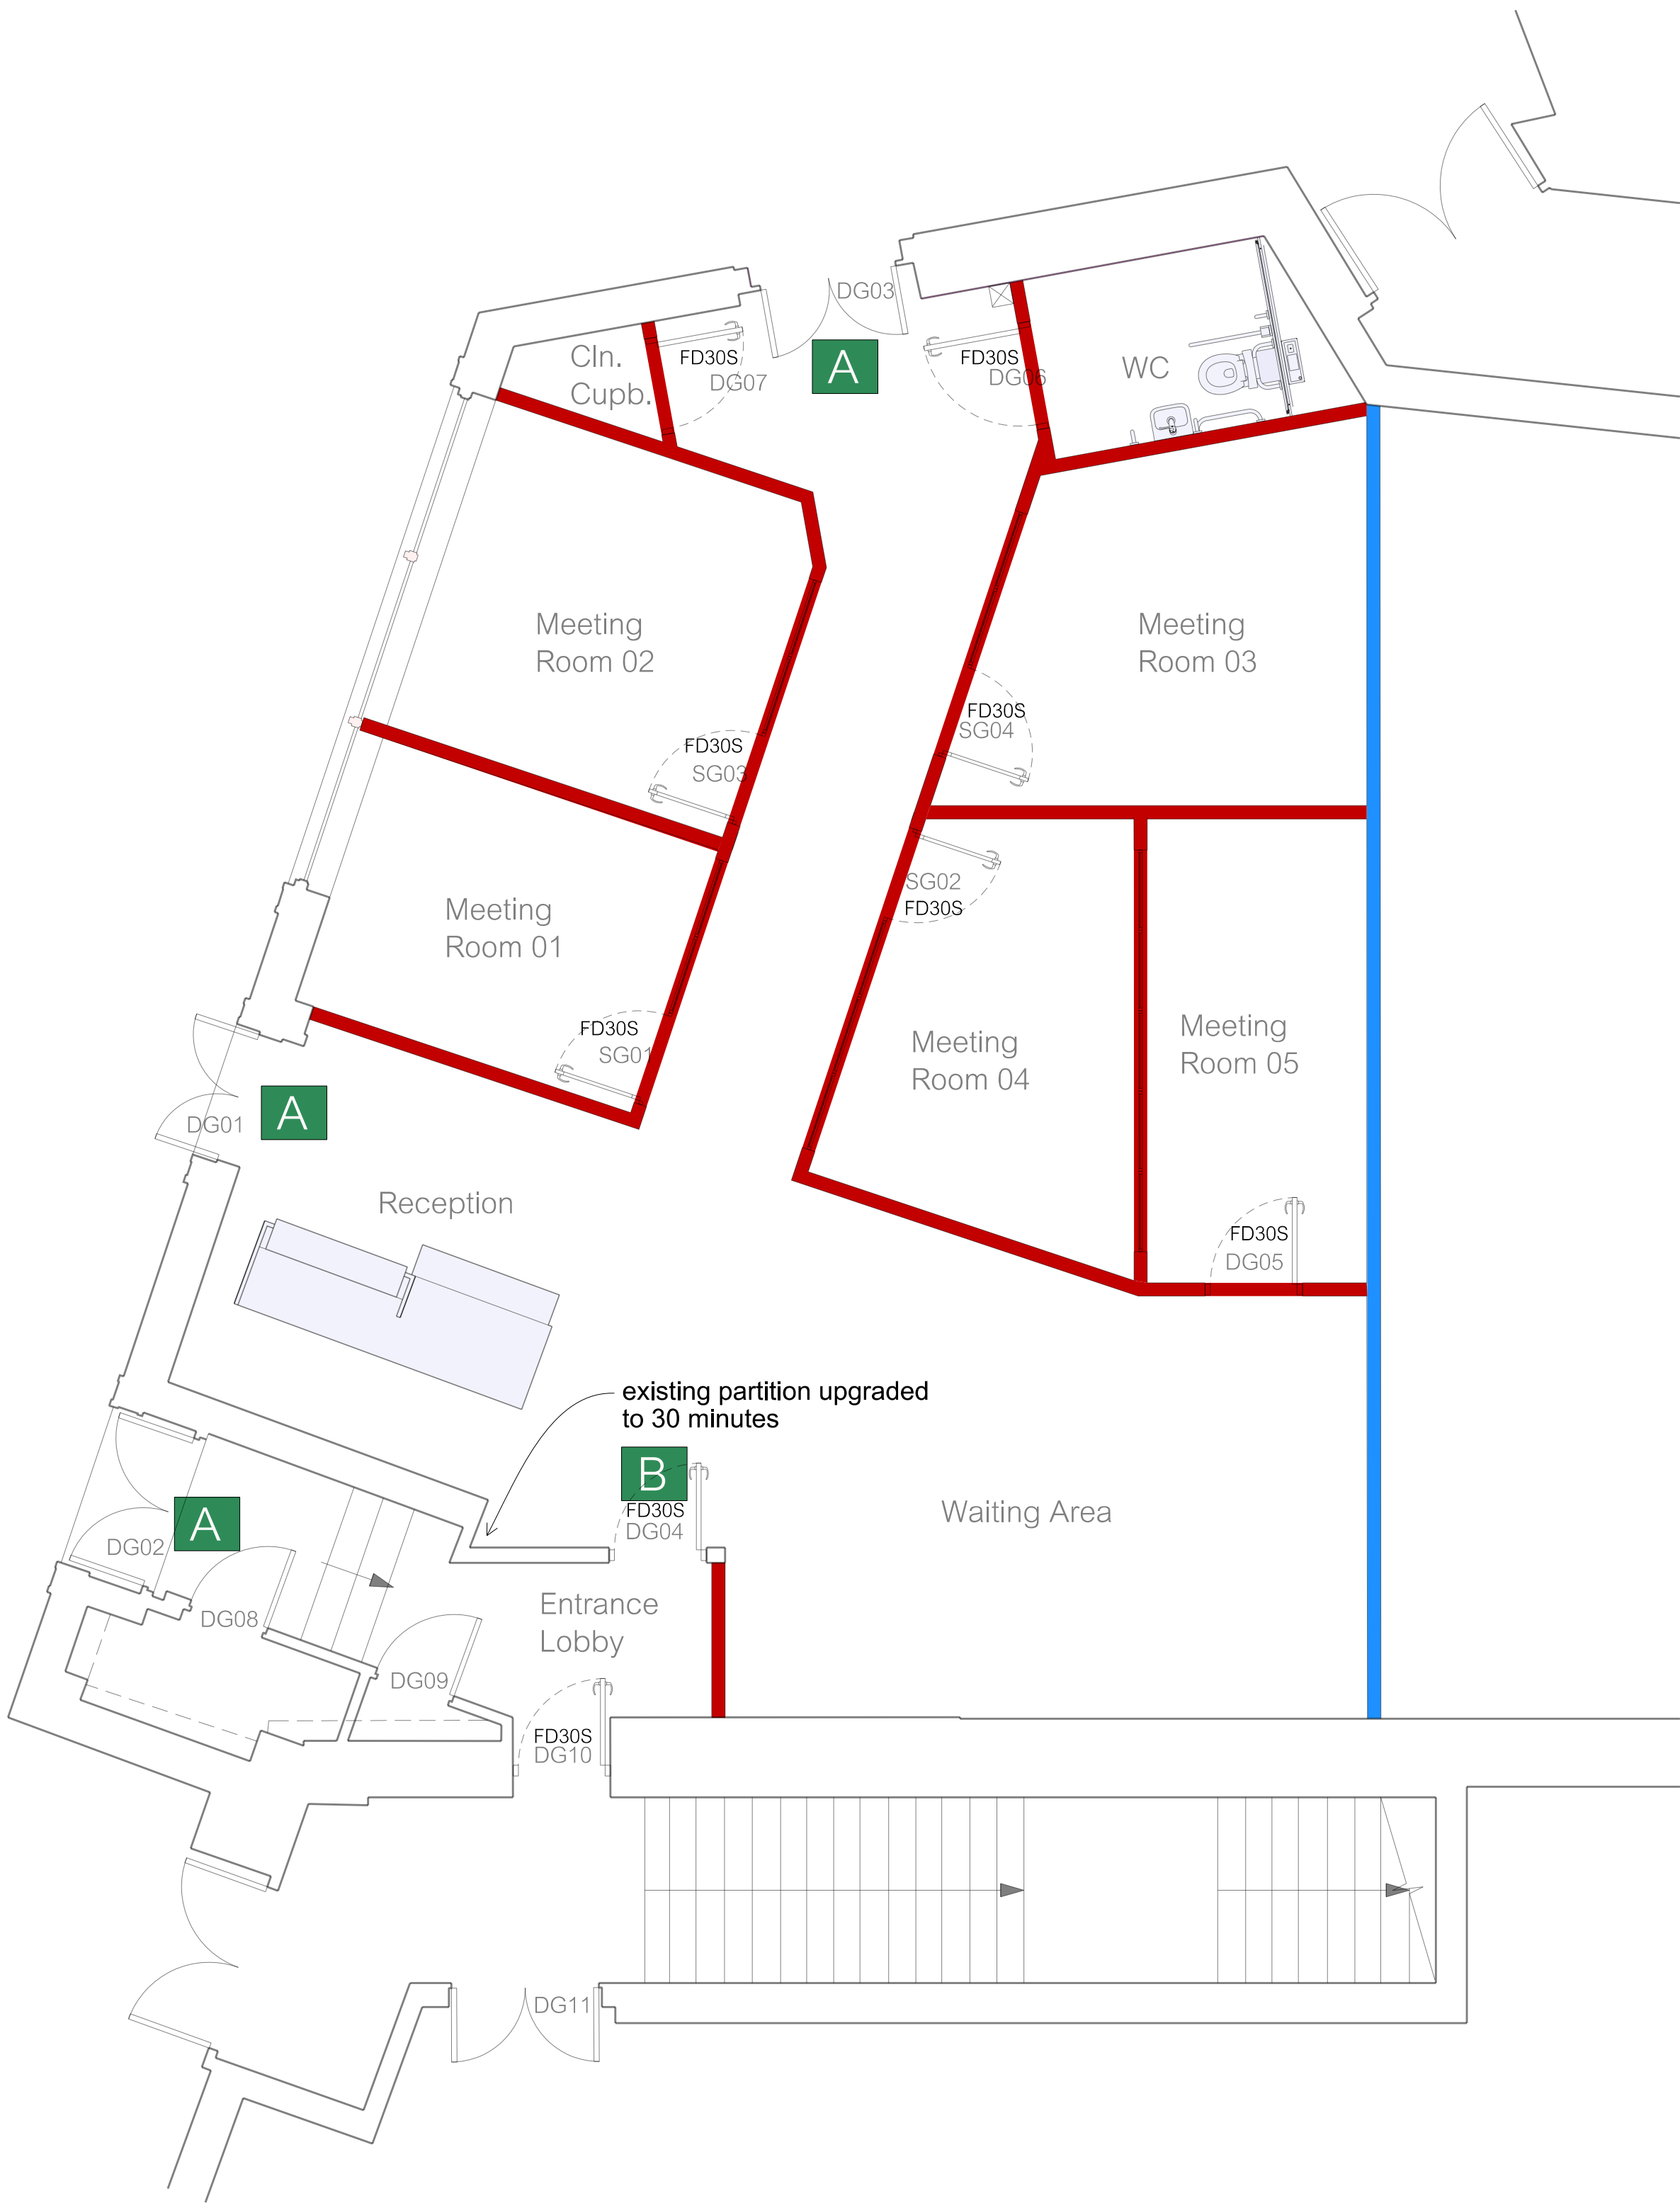 DG03
A
FD30S
DG07
FD30S
DG06
Cln.
Cupb.
WC
Meeting
Room 02
Meeting
Room 03
FD30S
SG03
FD30S
SG04
Meeting
Room 01
SG02
FD30S
FD30S
SG01
Meeting
Room 04
Meeting
Room 05
A
DG01
Reception
FD30S
DG05
existing partition upgraded
to 30 minutes
B
FD30S
DG04
Waiting Area
A
DG02
DG08
Entrance
Lobby
DG09
FD30S
DG10
DG11